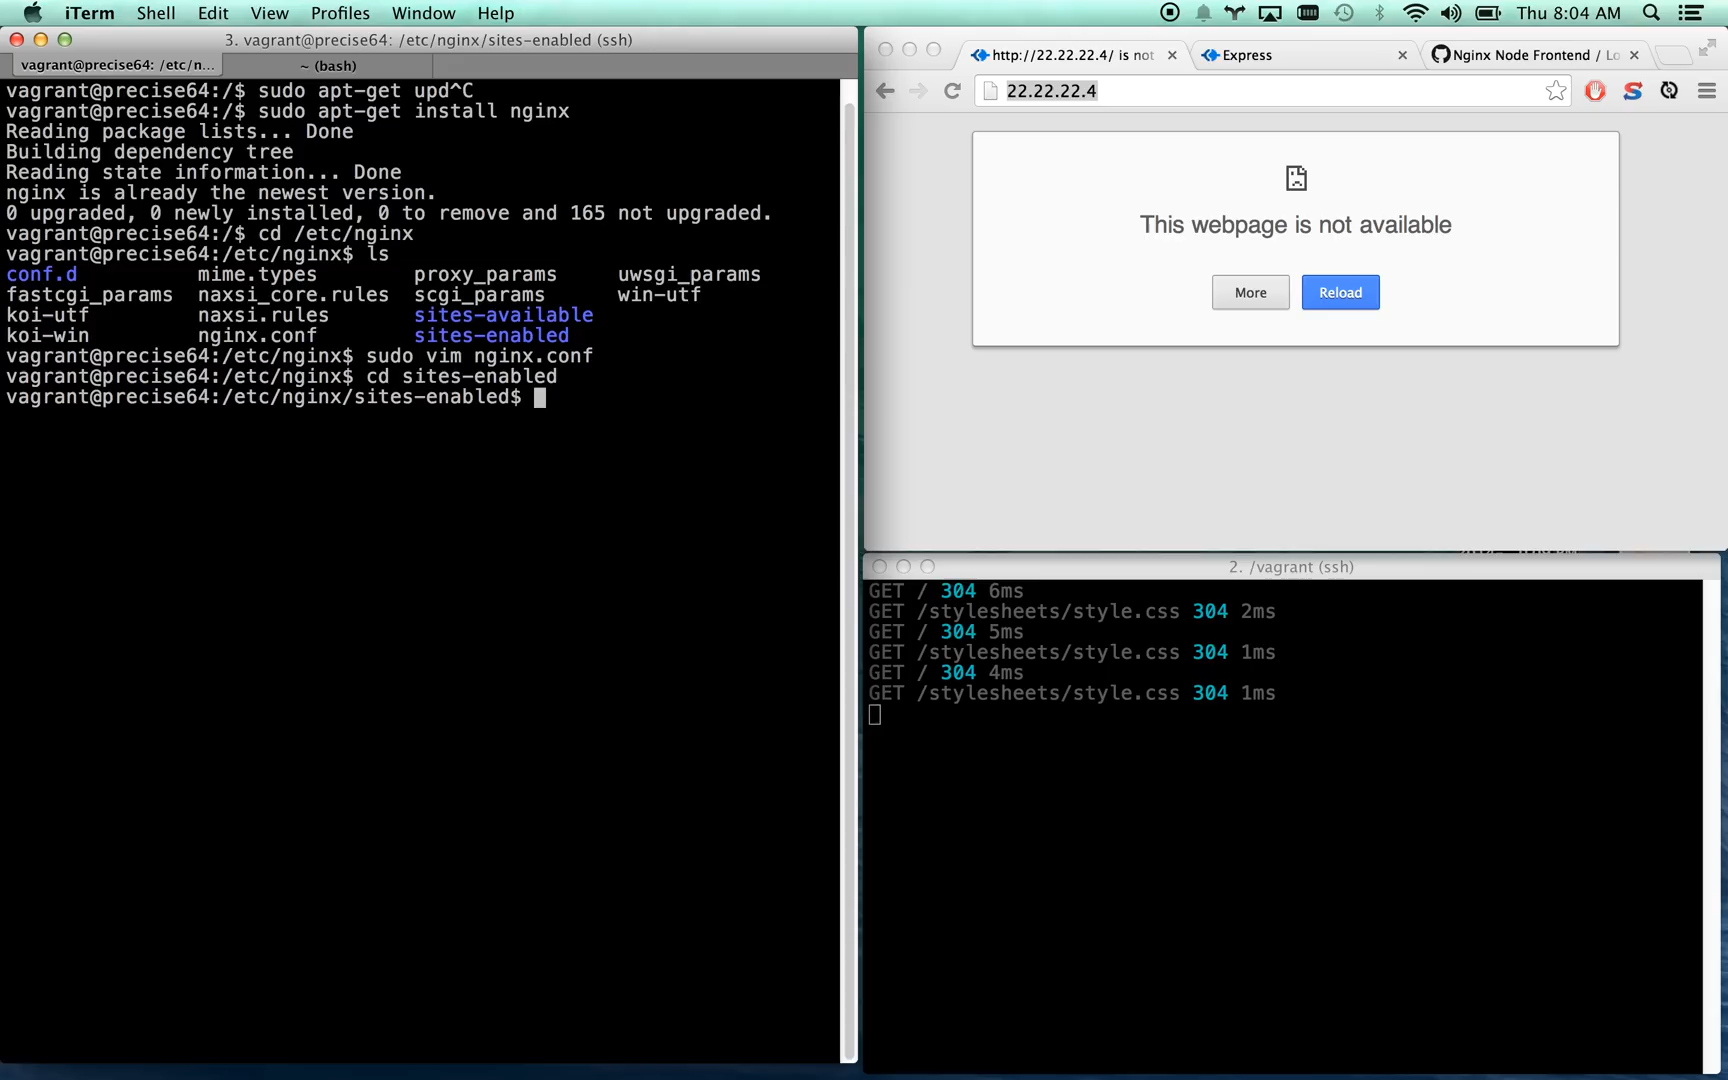 iTerm Shell Edit View Profiles Window Help Thu 8:04 AM
3. vagrant@precise64: /etc/nginx/sites-enabled (ssh)
vagrant@precise64: /etc/n... ~ (bash)
vagrant@precise64:/$ sudo apt-get upd^C
vagrant@precise64:/$ sudo apt-get install nginx
Reading package lists... Done
Building dependency tree
Reading state information... Done
nginx is already the newest version.
0 upgraded, 0 newly installed, 0 to remove and 165 not upgraded.
vagrant@precise64:/$ cd /etc/nginx
vagrant@precise64:/etc/nginx$ ls
conf.d mime.types proxy_params uwsgi_params
fastcgi_params naxsi_core.rules scgi_params win-utf
koi-utf naxsi.rules sites-available
koi-win nginx.conf sites-enabled
vagrant@precise64:/etc/nginx$ sudo vim nginx.conf
vagrant@precise64:/etc/nginx$ cd sites-enabled
vagrant@precise64:/etc/nginx/sites-enabled$
http://22.22.22.4/ is not Express Nginx Node Frontend / Lo
22.22.22.4
This webpage is not available
More Reload
2. /vagrant (ssh)
GET / 304 6ms
GET /stylesheets/style.css 304 2ms
GET / 304 5ms
GET /stylesheets/style.css 304 1ms
GET / 304 4ms
GET /stylesheets/style.css 304 1ms